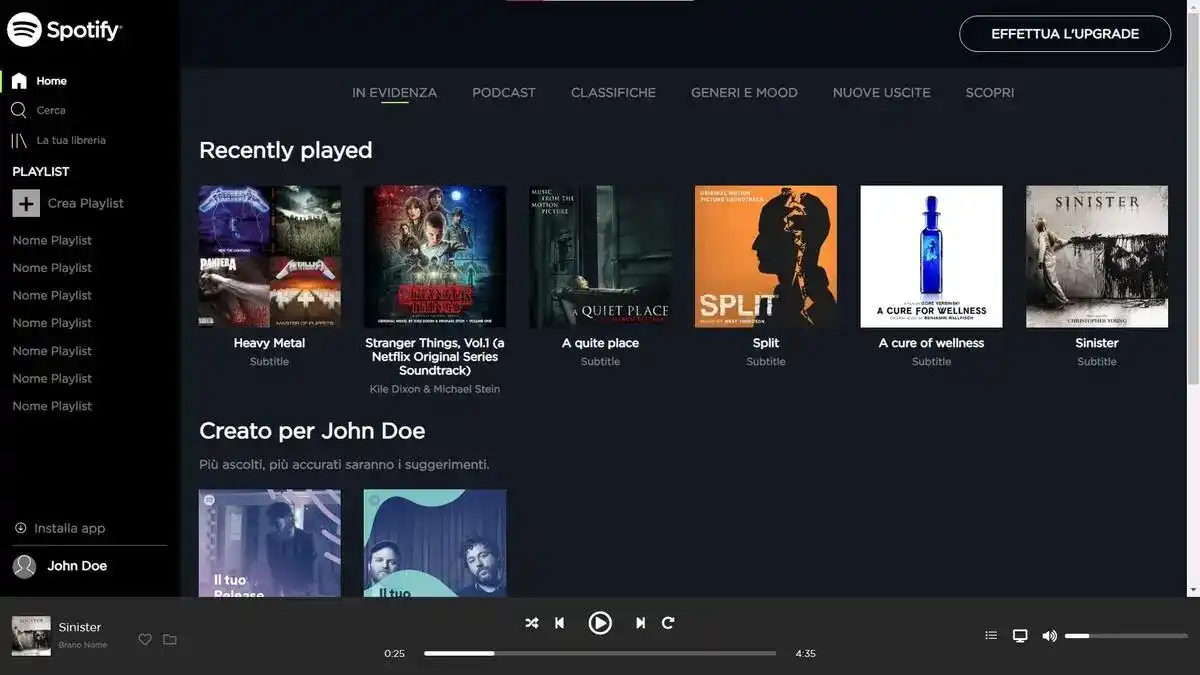 Spotify
EFFETTUA L'UPGRADE
Home
Cerca
La tua libreria
PLAYLIST
Crea Playlist
Nome Playlist
Nome Playlist
Nome Playlist
Nome Playlist
Nome Playlist
Nome Playlist
Nome Playlist
Installa app
John Doe
IN EVIDENZA
PODCAST
CLASSIFICHE
GENERI E MOOD
NUOVE USCITE
SCOPRI
Recently played
PANTERA
METALLICA
MASTER OF PUPPETS
Heavy Metal
Subtitle
STRANGER
THINGS
ORIGINAL MUSIC BY KYLE DIXON & MICHAEL STEIN • VOLUME ONE
Stranger Things, Vol.1 (a
Netflix Original Series
Soundtrack)
Kile Dixon & Michael Stein
MUSIC
FROM THE
MOTION
PICTURE
A QUIET PLACE
A quite place
Subtitle
ORIGINAL MOTION
PICTURE SOUNDTRACK
SPLIT
MUSIC BY WEST THORDSON
Split
Subtitle
A FILM BY GORE VERBINSKI
A CURE FOR WELLNESS
BENJAMIN WALLFISCH
A cure of wellness
Subtitle
SINISTER
CHRISTOPHER YOUNG
Sinister
Subtitle
Creato per John Doe
Più ascolti, più accurati saranno i suggerimenti.
Il tuo
Release
Il tuo
Sinister
Brano Nome
0:25
4:35